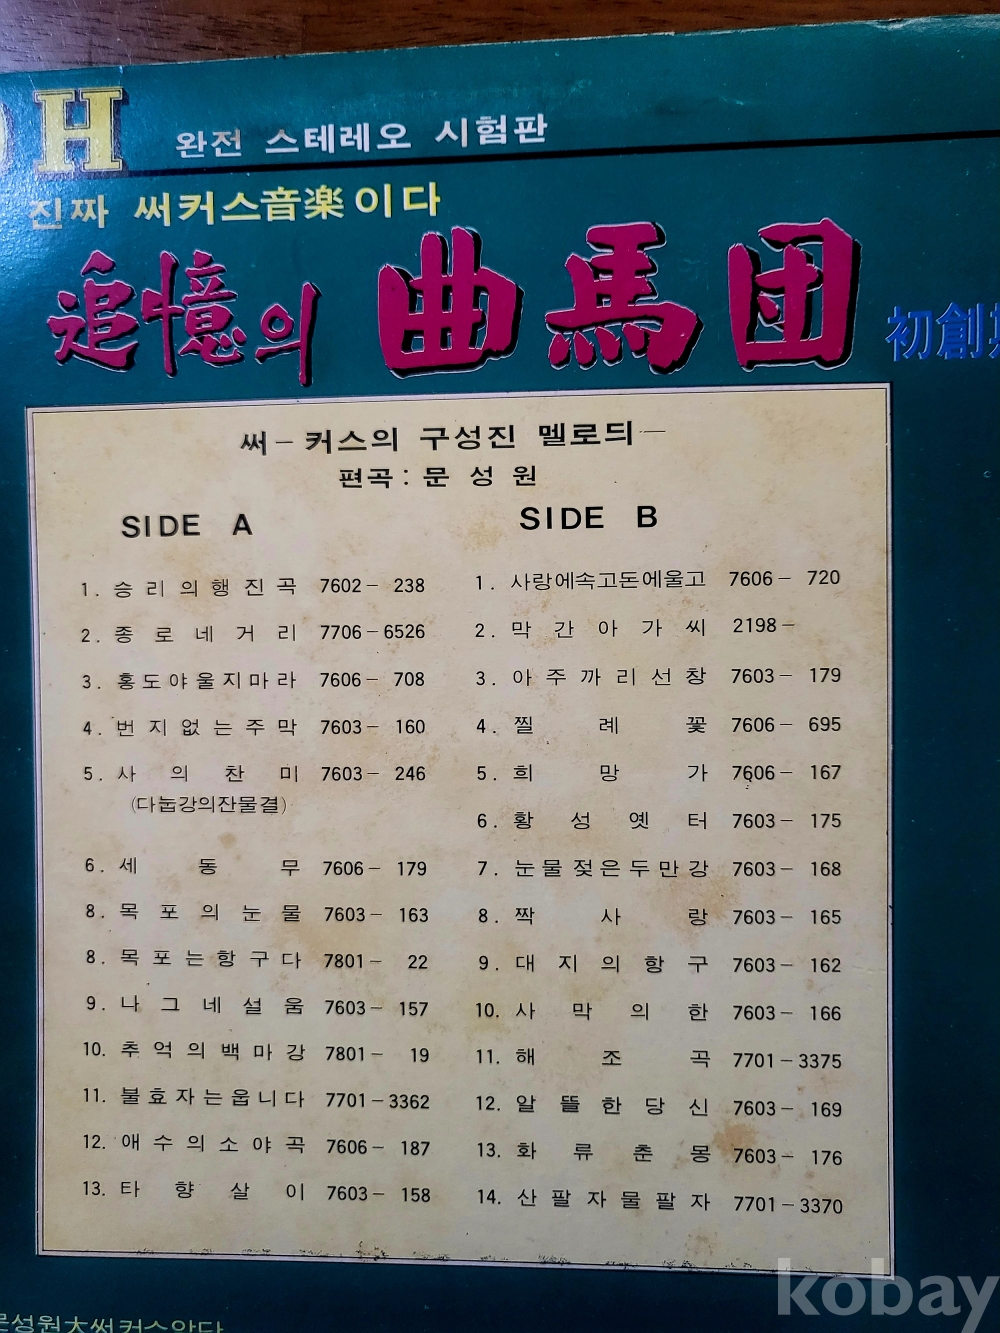 H
완전 스테레오 시험판
진짜 써커스音楽이다
追憶의 曲馬団
初創
써-커스의 구성진 멜로듸-
편곡: 문 성 원
SIDE A
1. 승리의행진곡 7602- 238
2. 종로네거리 7706-6526
3. 홍도야울지마라 7606- 708
4. 번지없는주막 7603- 160
5. 사의찬미 7603- 246
(다늅강의잔물결)
6. 세동무 7606- 179
8. 목포의눈물 7603- 163
8. 목포는항구다 7801- 22
9. 나그네설움 7603- 157
10. 추억의백마강 7801- 19
11. 불효자는웁니다 7701-3362
12. 애수의소야곡 7606- 187
13. 타향살이 7603- 158
SIDE B
1. 사랑에속고돈에울고 7606- 720
2. 막간아가씨 2198-
3. 아주까리선창 7603- 179
4. 찔레꽃 7606- 695
5. 희망가 7606- 167
6. 황성옛터 7603- 175
7. 눈물젖은두만강 7603- 168
8. 짝사랑 7603- 165
9. 대지의항구 7603- 162
10. 사막의한 7603- 166
11. 해조곡 7701-3375
12. 알뜰한당신 7603- 169
13. 화류춘몽 7603- 176
14. 산팔자물팔자 7701-3370
문성원大써커스악단
kobay